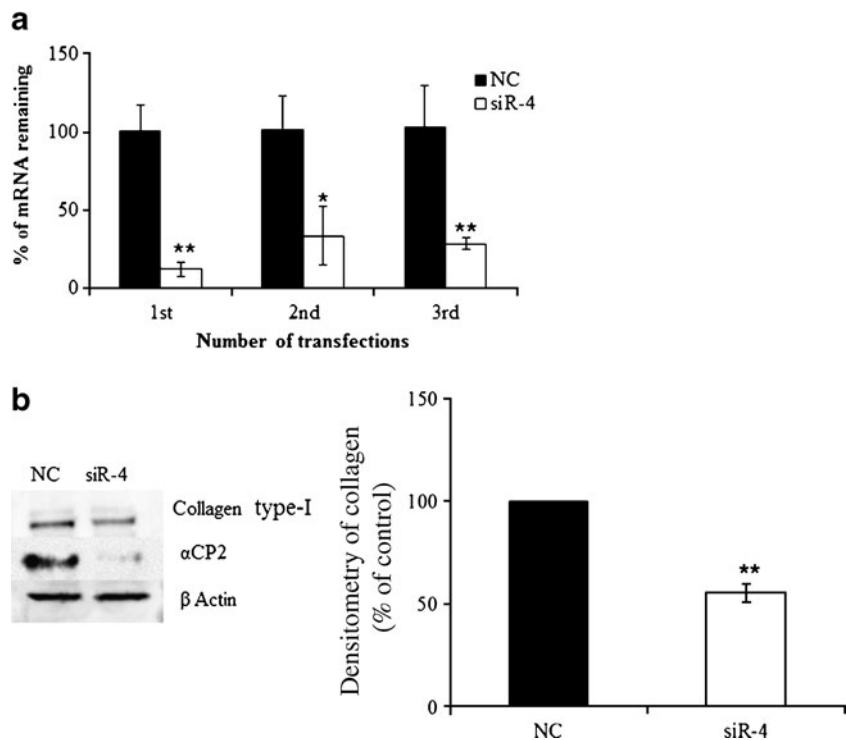 a
150
100
50
0
% of mRNA remaining
NC
siR-4
**
*
**
1st 2nd 3rd
Number of transfections
b
NC siR-4
Collagen type-I
αCP2
β Actin
150
100
50
0
Densitometry of collagen
(% of control)
**
NC siR-4